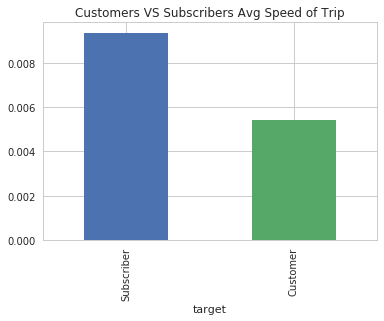 Customers VS Subscribers Avg Speed of Trip
0.008
0.006
0.004
0.002
0.000
Subscriber
Customer
target